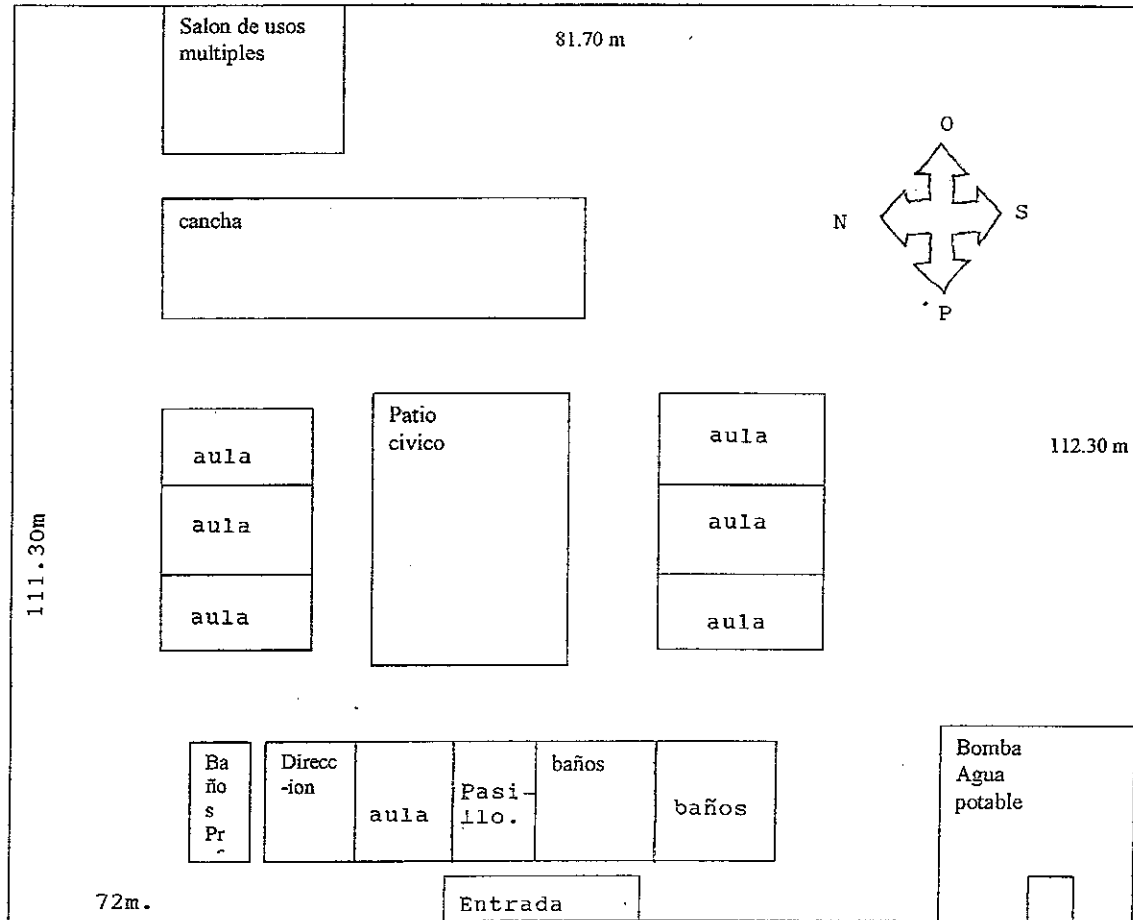 Salon de usos
multiples
81.70 m
O
N
S
P
cancha
Patio
civico
aula
aula
aula
aula
aula
aula
112.30 m
111.30m
Ba
ño
s
Pr
Direcc
-ion
aula
Pasi-
llo.
baños
baños
Bomba
Agua
potable
72m.
Entrada